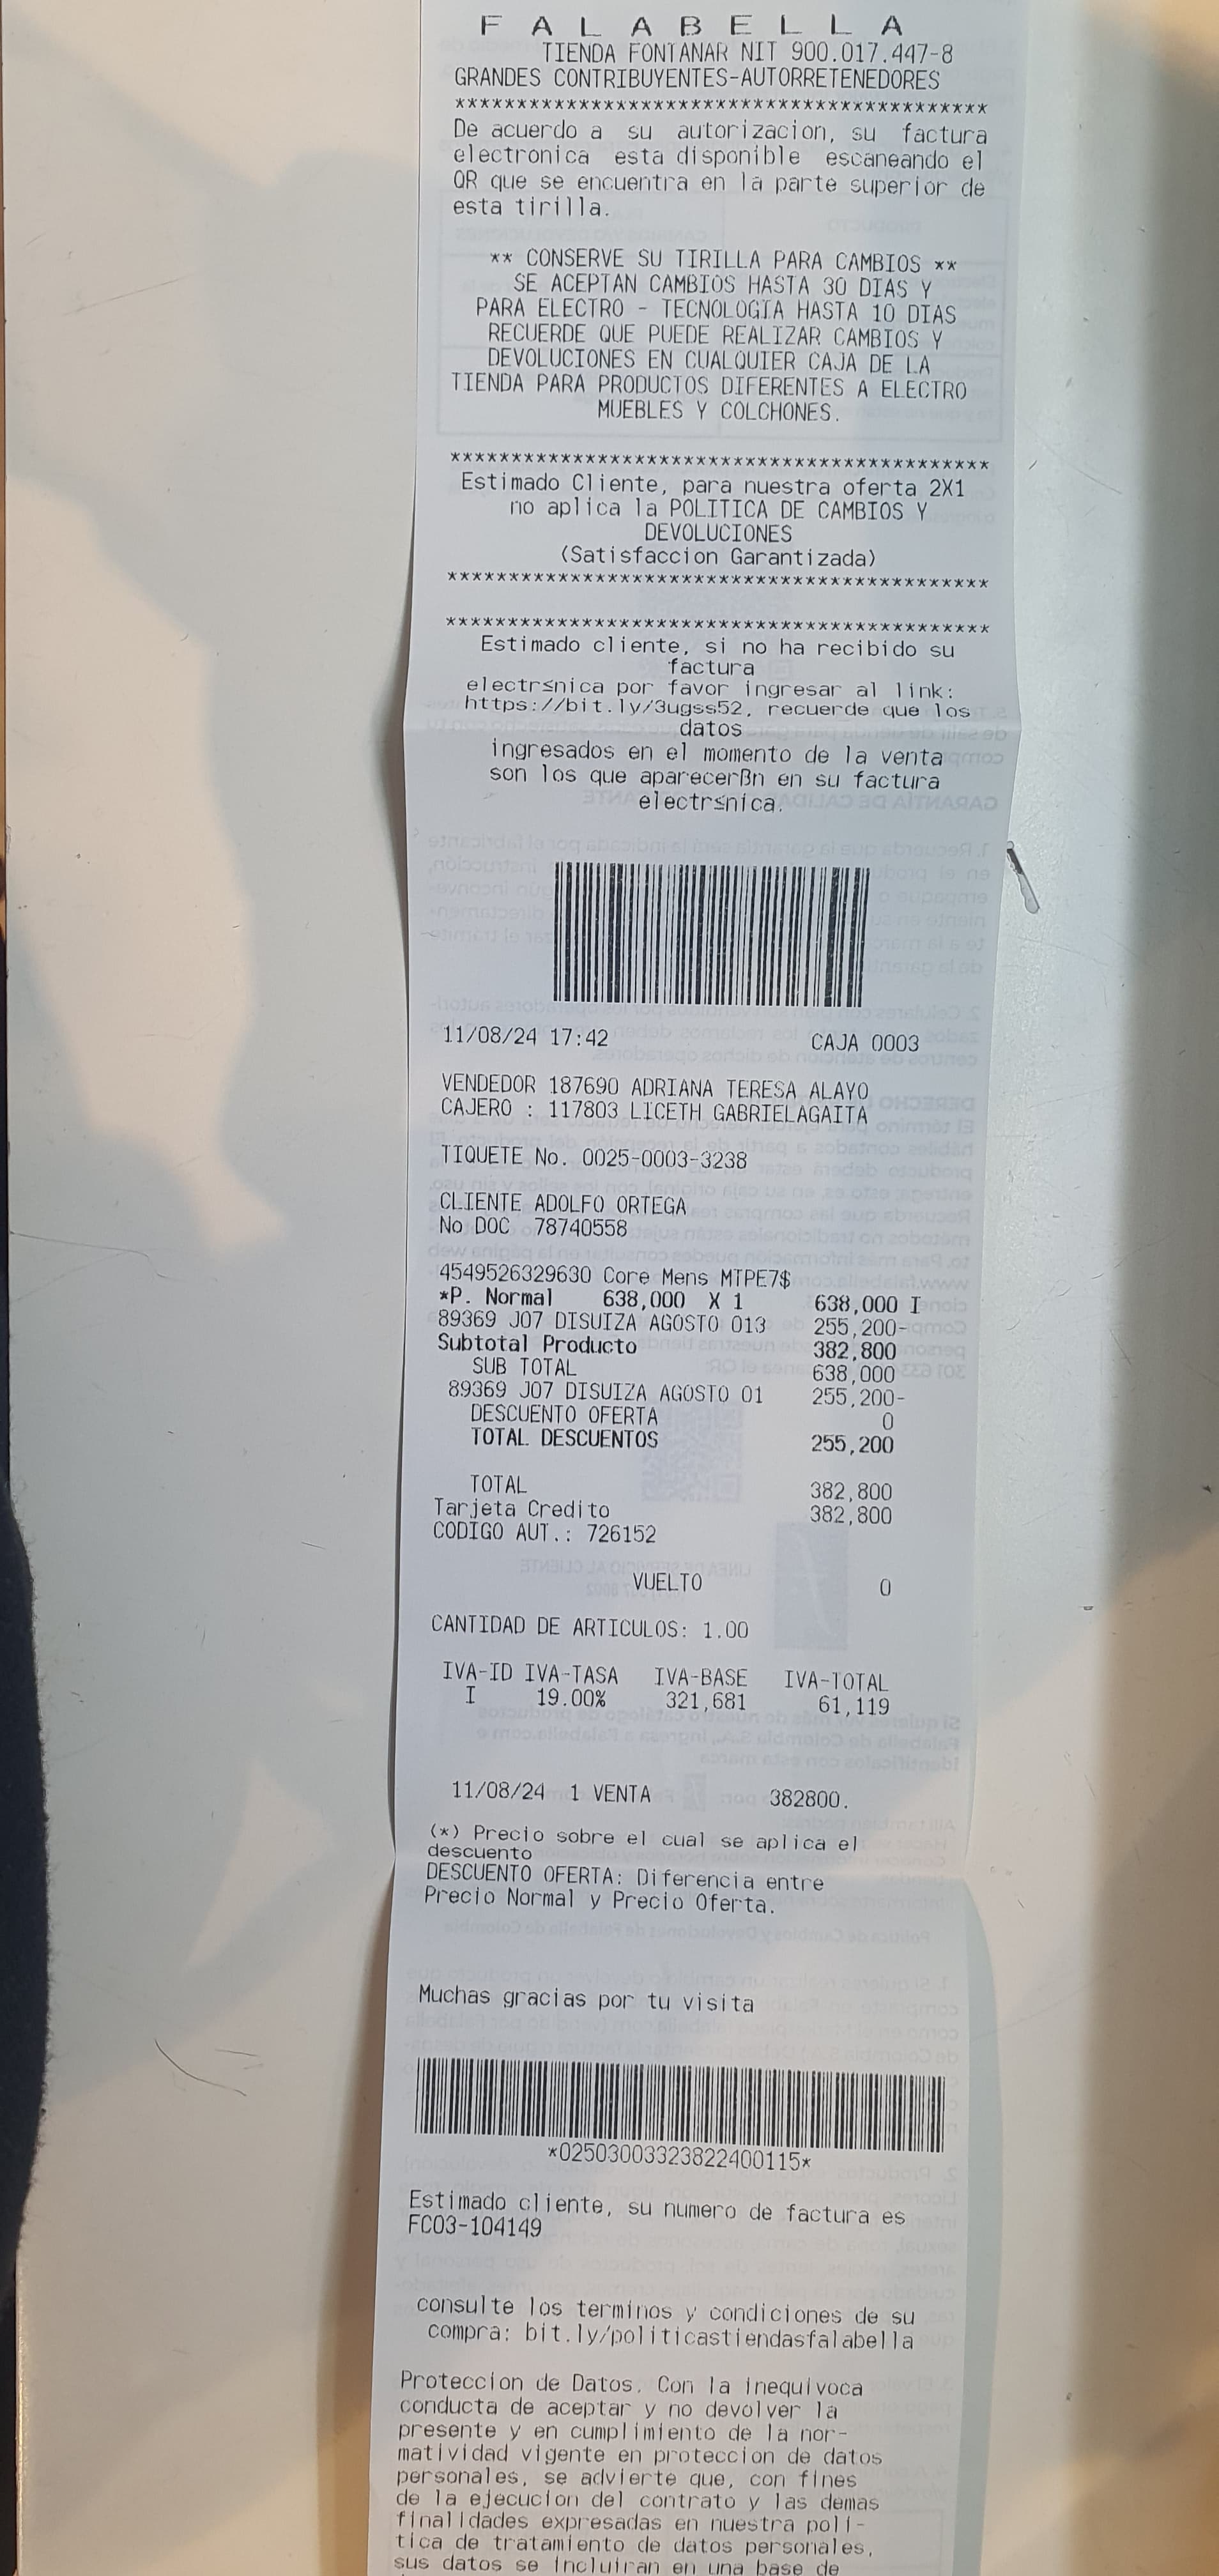 F A L A B E L L A
TIENDA FONTANAR NIT 900.017.447-8
GRANDES CONTRIBUYENTES-AUTORRETENEDORES
*******************************************
De acuerdo a su autorizacion, su factura
electronica esta disponible escaneando el
QR que se encuentra en la parte superior de
esta tirilla.
** CONSERVE SU TIRILLA PARA CAMBIOS **
SE ACEPTAN CAMBIOS HASTA 30 DIAS Y
PARA ELECTRO - TECNOLOGIA HASTA 10 DIAS
RECUERDE QUE PUEDE REALIZAR CAMBIOS Y
DEVOLUCIONES EN CUALQUIER CAJA DE LA
TIENDA PARA PRODUCTOS DIFERENTES A ELECTRO
MUEBLES Y COLCHONES.
*******************************************
Estimado Cliente, para nuestra oferta 2X1
no aplica la POLITICA DE CAMBIOS Y
DEVOLUCIONES
(Satisfaccion Garantizada)
*******************************************
*******************************************
Estimado cliente, si no ha recibido su
factura
electr≤nica por favor ingresar al link:
https://bit.ly/3ugss52, recuerde que los
datos
ingresados en el momento de la venta
son los que aparecerßn en su factura
electr≤nica.
11/08/24 17:42 CAJA 0003
VENDEDOR 187690 ADRIANA TERESA ALAYO
CAJERO : 117803 LICETH GABRIELAGAITA
TIQUETE No. 0025-0003-3238
CLIENTE ADOLFO ORTEGA
No DOC 78740558
4549526329630 Core Mens MTPE7$
*P. Normal 638,000 X 1 638,000 I
89369 J07 DISUIZA AGOSTO 013 255,200-
Subtotal Producto 382,800
SUB TOTAL 638,000
89369 J07 DISUIZA AGOSTO 01 255,200-
DESCUENTO OFERTA 0
TOTAL DESCUENTOS 255,200
TOTAL 382,800
Tarjeta Credito 382,800
CODIGO AUT.: 726152
VUELTO 0
CANTIDAD DE ARTICULOS: 1.00
IVA-ID IVA-TASA IVA-BASE IVA-TOTAL
I 19.00% 321,681 61,119
11/08/24 1 VENTA 382800.
(*) Precio sobre el cual se aplica el
descuento
DESCUENTO OFERTA: Diferencia entre
Precio Normal y Precio Oferta.
Muchas gracias por tu visita
*02503003323822400115*
Estimado cliente, su numero de factura es
FC03-104149
consulte los terminos y condiciones de su
compra: bit.ly/politicastiendasfalabella
Proteccion de Datos. Con la inequivoca
conducta de aceptar y no devolver la
presente y en cumplimiento de la nor-
matividad vigente en proteccion de datos
personales, se advierte que, con fines
de la ejecucion del contrato y las demas
finalidades expresadas en nuestra poli-
tica de tratamiento de datos personales,
sus datos se incluiran en una base de